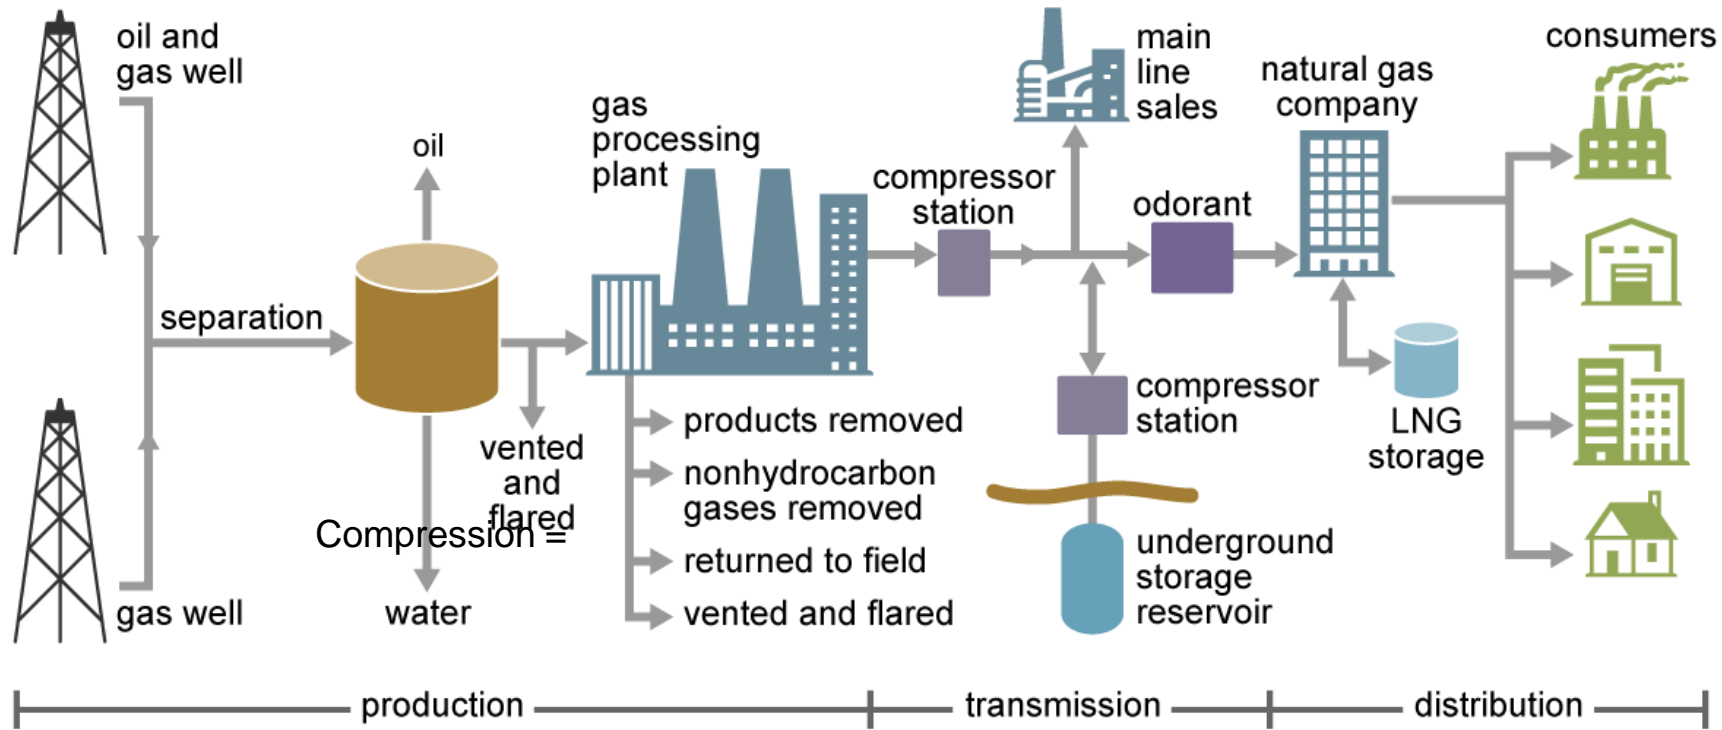 oil and
gas well
gas well
separation
oil
water
vented
and
flared
Compression =
gas
processing
plant
products removed
nonhydrocarbon
gases removed
returned to field
vented and flared
compressor
station
main
line
sales
odorant
compressor
station
underground
storage
reservoir
natural gas
company
LNG
storage
consumers
production
transmission
distribution